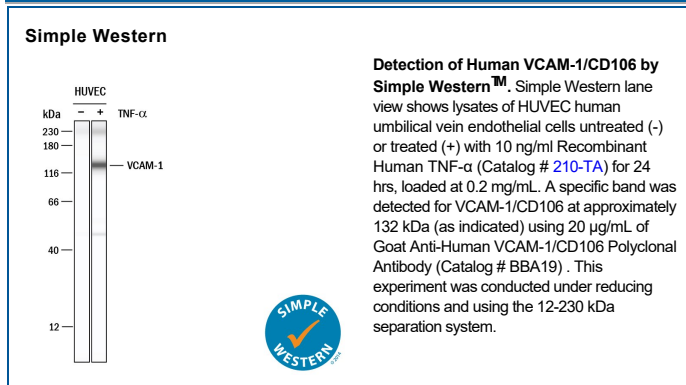 Simple Western
HUVEC
kDa − + TNF-α
230
180
VCAM-1
116
66
40
12
SIMPLE
WESTERN
© 2014
Detection of Human VCAM-1/CD106 by
Simple Western™. Simple Western lane
view shows lysates of HUVEC human
umbilical vein endothelial cells untreated (-)
or treated (+) with 10 ng/ml Recombinant
Human TNF-α (Catalog # 210-TA) for 24
hrs, loaded at 0.2 mg/mL. A specific band was
detected for VCAM-1/CD106 at approximately
132 kDa (as indicated) using 20 µg/mL of
Goat Anti-Human VCAM-1/CD106 Polyclonal
Antibody (Catalog # BBA19) . This
experiment was conducted under reducing
conditions and using the 12-230 kDa
separation system.